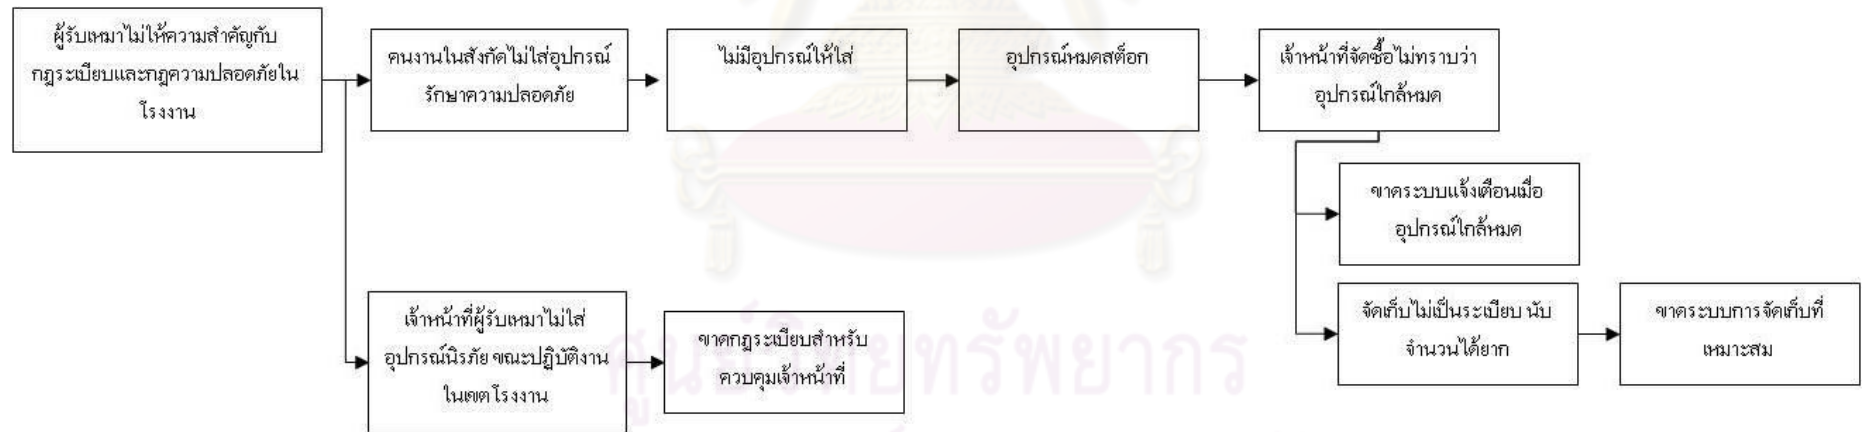 ผู้รับเหมาไม่ให้ความสำคัญกับ
กฎระเบียบและกฎความปลอดภัยใน
โรงงาน
คนงานในสังกัดไม่ใส่อุปกรณ์
รักษาความปลอดภัย
ไม่มีอุปกรณ์ให้ใส่
อุปกรณ์หมดสต็อก
เจ้าหน้าที่จัดซื้อไม่ทราบว่า
อุปกรณ์ใกล้หมด
ขาดระบบแจ้งเตือนเมื่อ
อุปกรณ์ใกล้หมด
จัดเก็บไม่เป็นระเบียบ นับ
จำนวนได้ยาก
ขาดระบบการจัดเก็บที่
เหมาะสม
เจ้าหน้าที่ผู้รับเหมาไม่ใส่
อุปกรณ์นิรภัย ขณะปฏิบัติงาน
ในเขตโรงงาน
ขาดกฎระเบียบสำหรับ
ควบคุมเจ้าหน้าที่
ศูนย์วิทยทรัพยากร